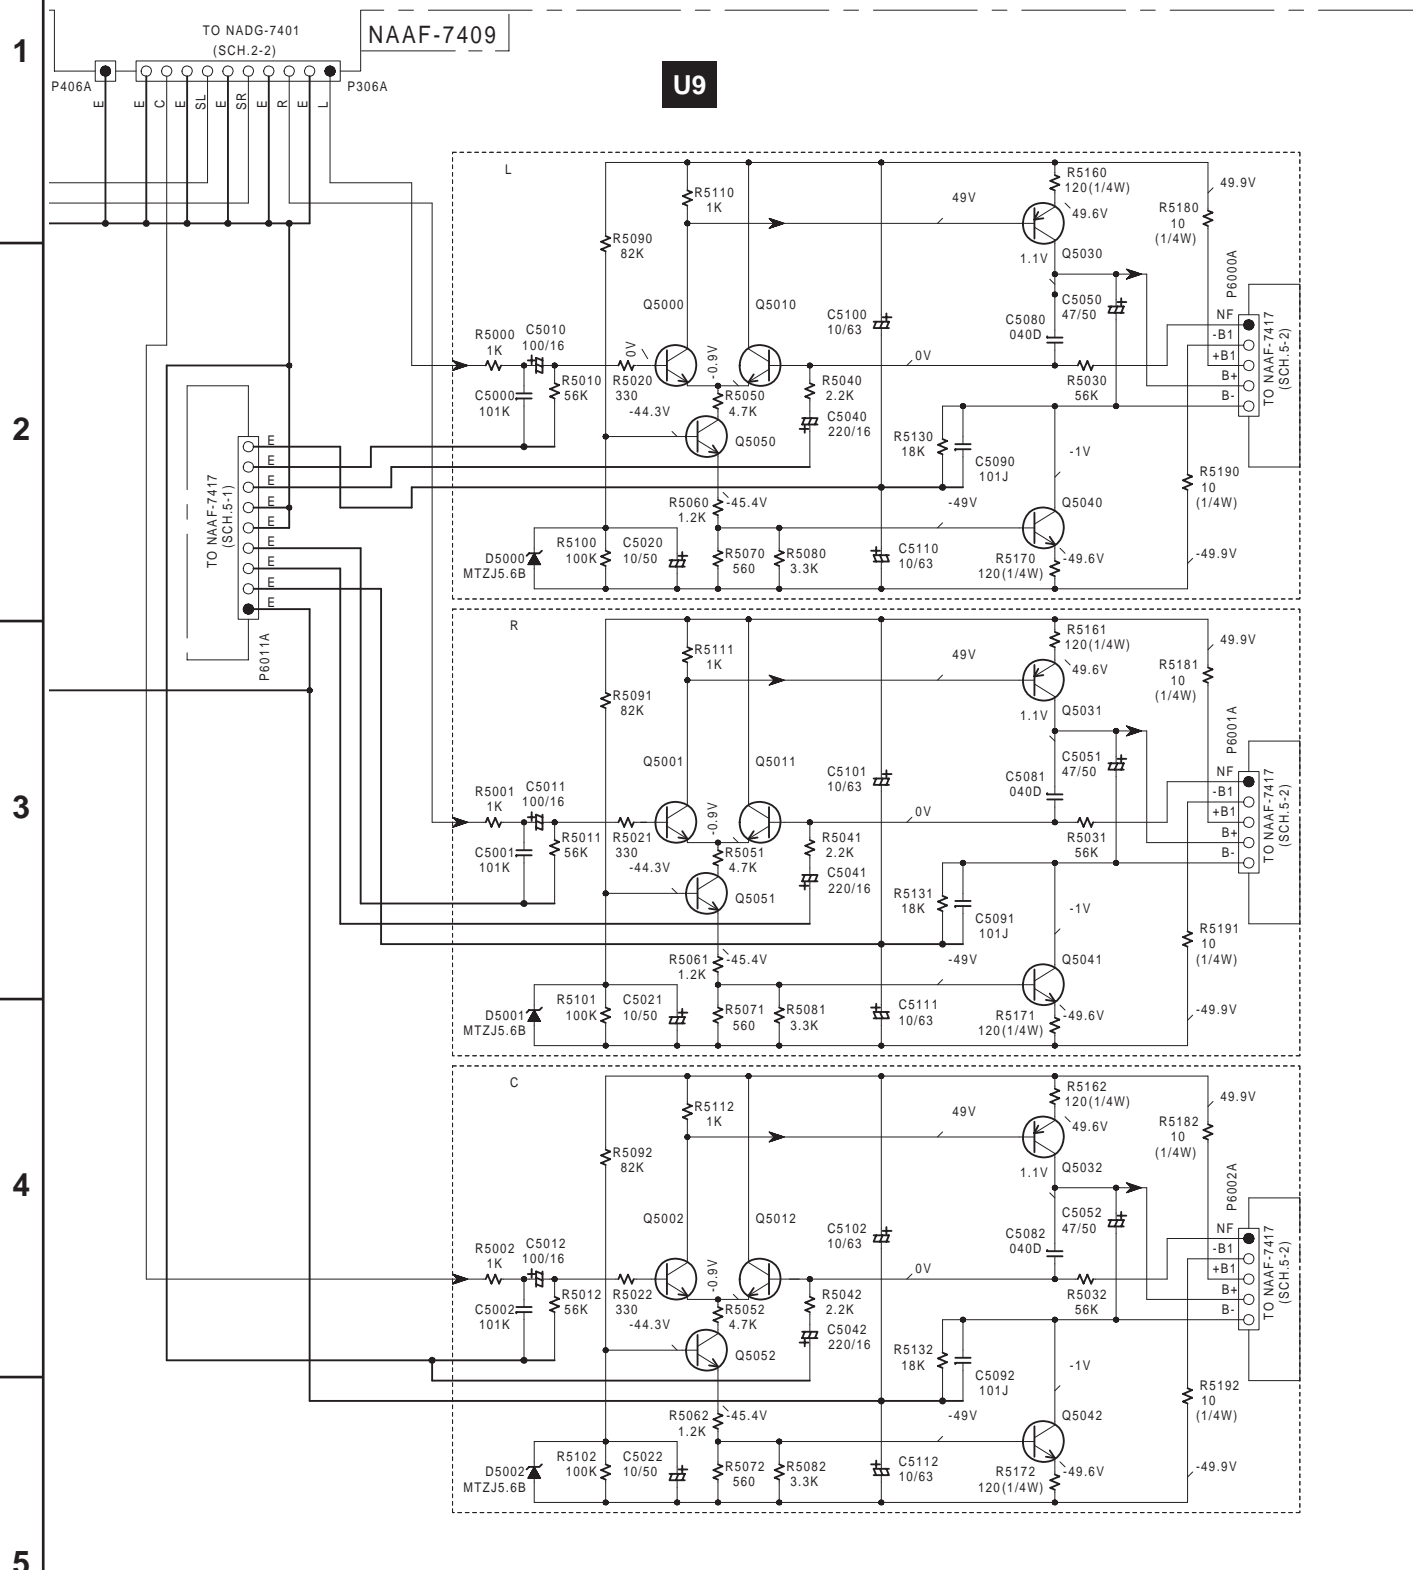 1
2
3
4
5
TO NADG-7401
(SCH.2-2)
NAAF-7409
P406A
P306A
E
E
C
E
SL
E
SR
E
R
E
L
U9
TO NAAF-7417
(SCH.5-1)
P6011A
E
E
E
E
E
E
E
E
E
L
R5110
1K
R5090
82K
49V
R5160
120(1/4W)
49.6V
Q5030
1.1V
R5180
10
(1/4W)
49.9V
Q5000
Q5010
C5100
10/63
C5080
040D
C5050
47/50
P6000A
NF
-B1
+B1
B+
B-
TO NAAF-7417
(SCH.5-2)
R5000
1K
C5010
100/16
0V
-0.9V
0V
C5000
101K
R5010
56K
R5020
330
-44.3V
R5050
4.7K
R5040
2.2K
C5040
220/16
R5030
56K
Q5050
R5130
18K
C5090
101J
-1V
R5190
10
(1/4W)
R5060
1.2K
-45.4V
-49V
Q5040
D5000
MTZJ5.6B
R5100
100K
C5020
10/50
R5070
560
R5080
3.3K
C5110
10/63
R5170
120(1/4W)
-49.6V
-49.9V
R
R5111
1K
R5091
82K
49V
R5161
120(1/4W)
49.6V
Q5031
1.1V
R5181
10
(1/4W)
49.9V
Q5001
Q5011
C5101
10/63
C5081
040D
C5051
47/50
P6001A
NF
-B1
+B1
B+
B-
TO NAAF-7417
(SCH.5-2)
R5001
1K
C5011
100/16
-0.9V
0V
C5001
101K
R5011
56K
R5021
330
-44.3V
R5051
4.7K
R5041
2.2K
C5041
220/16
R5031
56K
Q5051
R5131
18K
C5091
101J
-1V
R5191
10
(1/4W)
R5061
1.2K
-45.4V
-49V
Q5041
D5001
MTZJ5.6B
R5101
100K
C5021
10/50
R5071
560
R5081
3.3K
C5111
10/63
R5171
120(1/4W)
-49.6V
-49.9V
C
R5112
1K
R5092
82K
49V
R5162
120(1/4W)
49.6V
Q5032
1.1V
R5182
10
(1/4W)
49.9V
Q5002
Q5012
C5102
10/63
C5082
040D
C5052
47/50
P6002A
NF
-B1
+B1
B+
B-
TO NAAF-7417
(SCH.5-2)
R5002
1K
C5012
100/16
-0.9V
0V
C5002
101K
R5012
56K
R5022
330
-44.3V
R5052
4.7K
R5042
2.2K
C5042
220/16
R5032
56K
Q5052
R5132
18K
C5092
101J
-1V
R5192
10
(1/4W)
R5062
1.2K
-45.4V
-49V
Q5042
D5002
MTZJ5.6B
R5102
100K
C5022
10/50
R5072
560
R5082
3.3K
C5112
10/63
R5172
120(1/4W)
-49.6V
-49.9V